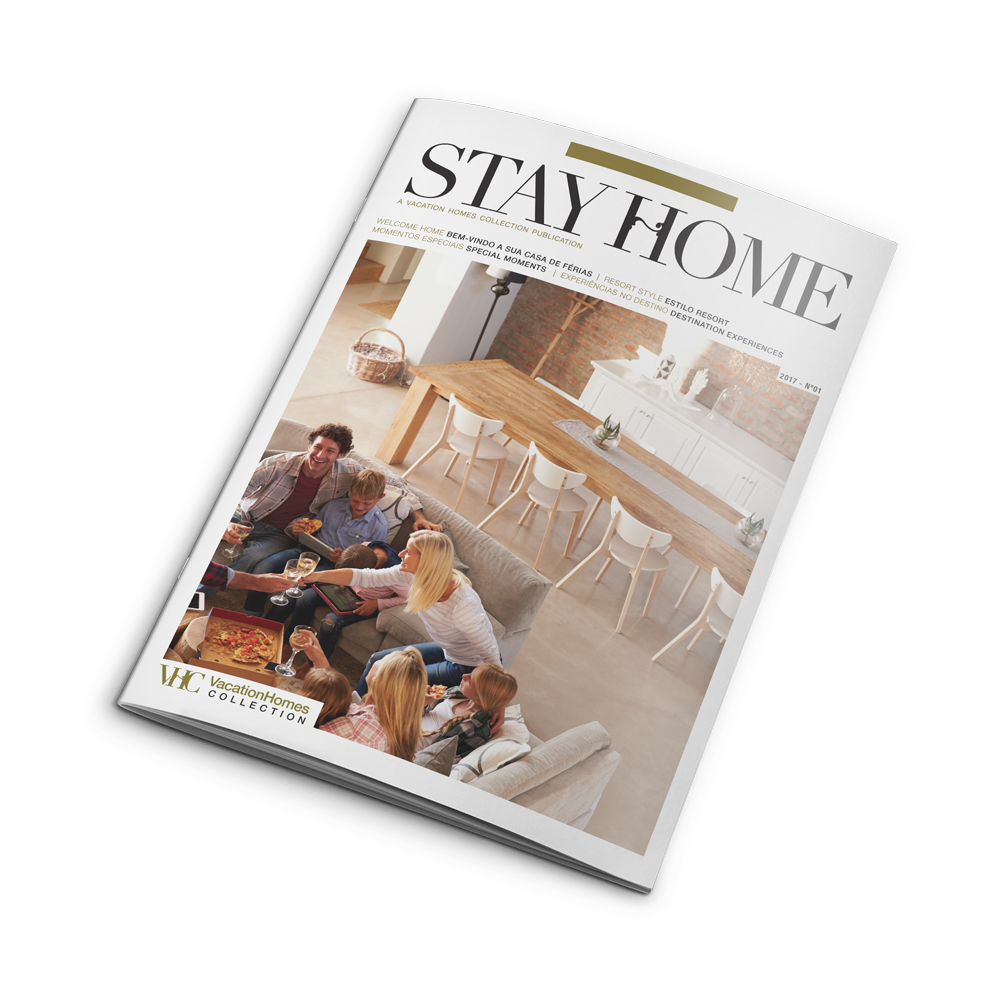 STAY HOME
A VACATION HOMES COLLECTION PUBLICATION
WELCOME HOME BEM-VINDO A SUA CASA DE FÉRIAS | RESORT STYLE ESTILO RESORT
MOMENTOS ESPECIAIS SPECIAL MOMENTS | EXPERIÊNCIAS NO DESTINO DESTINATION EXPERIENCES
2017 - Nº01
VHC VacationHomes
COLLECTION